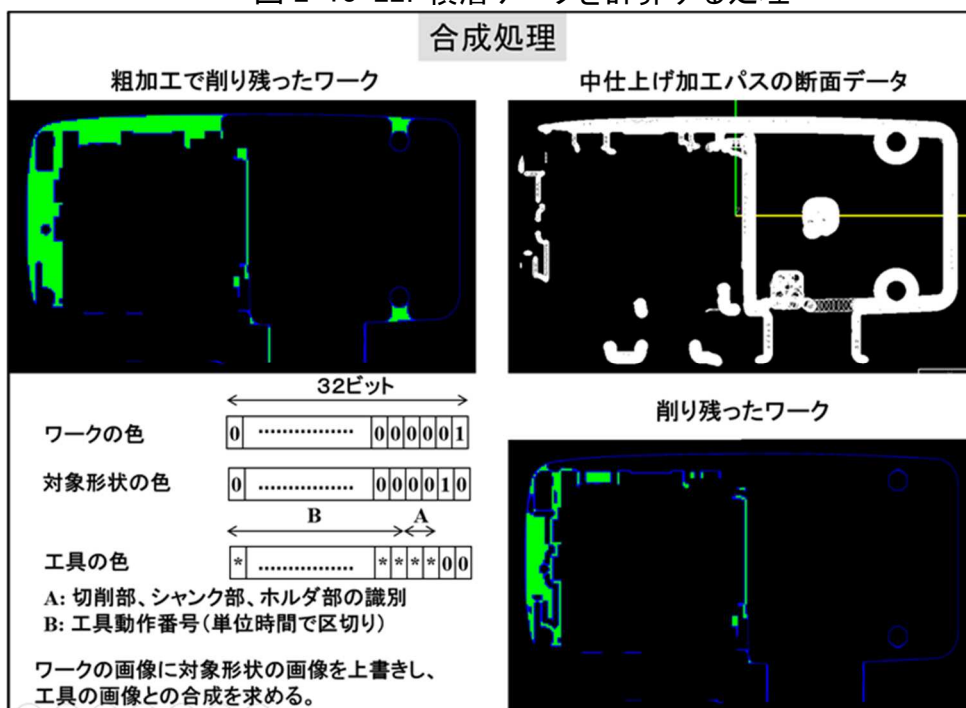 合成処理
粗加工で削り残ったワーク
中仕上げ加工パスの断面データ
32ビット
ワークの色
0 ................ 0 0 0 0 0 1
対象形状の色
0 ................ 0 0 0 0 1 0
B A
工具の色
* ................ * * * * 0 0
A: 切削部、シャンク部、ホルダ部の識別
B: 工具動作番号(単位時間で区切り)
ワークの画像に対象形状の画像を上書きし、
工具の画像との合成を求める。
削り残ったワーク